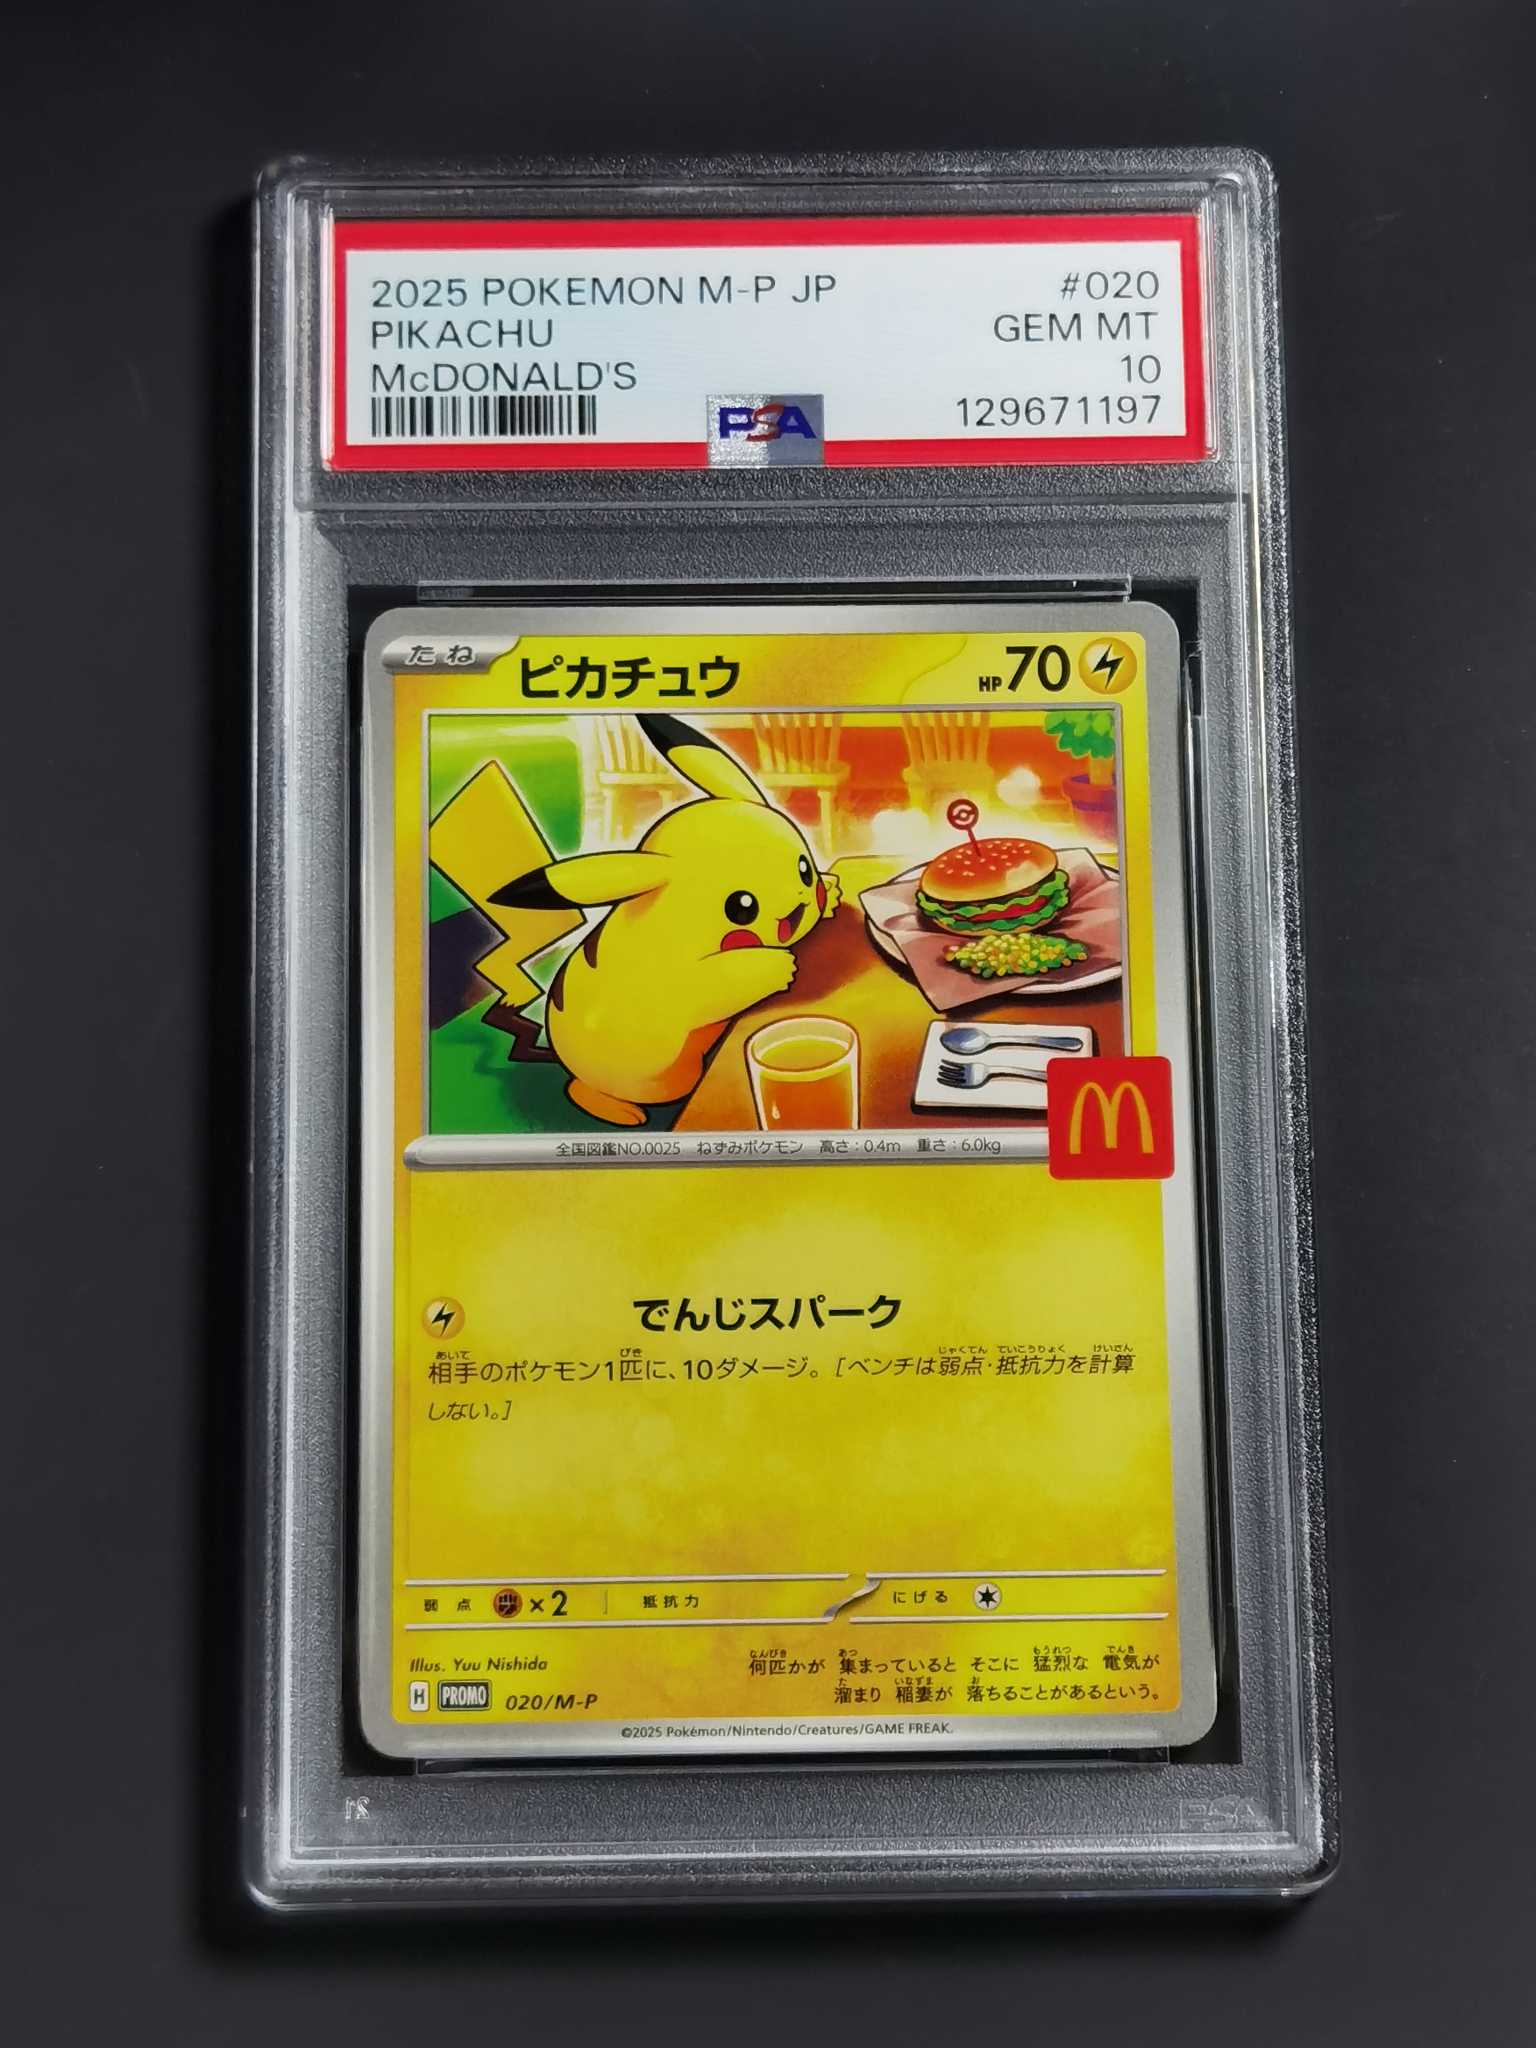 2025 POKEMON M-P JP #020
PIKACHU GEM MT
McDONALD'S 10
PSA 129671197
たね ピカチュウ HP70
M
全国図鑑NO.0025 ねずみポケモン 高さ:0.4m 重さ:6.0kg
でんじスパーク
相手のポケモン1匹に、10ダメージ。[ベンチは弱点・抵抗力を計算
しない。]
弱点 ×2 抵抗力 にげる
Illus. Yuu Nishida
何匹かが 集まっていると そこに 猛烈な 電気が
溜まり 稲妻が 落ちることがあるという。
H PROMO 020/M-P
©2025 Pokémon/Nintendo/Creatures/GAME FREAK.
21 PSA